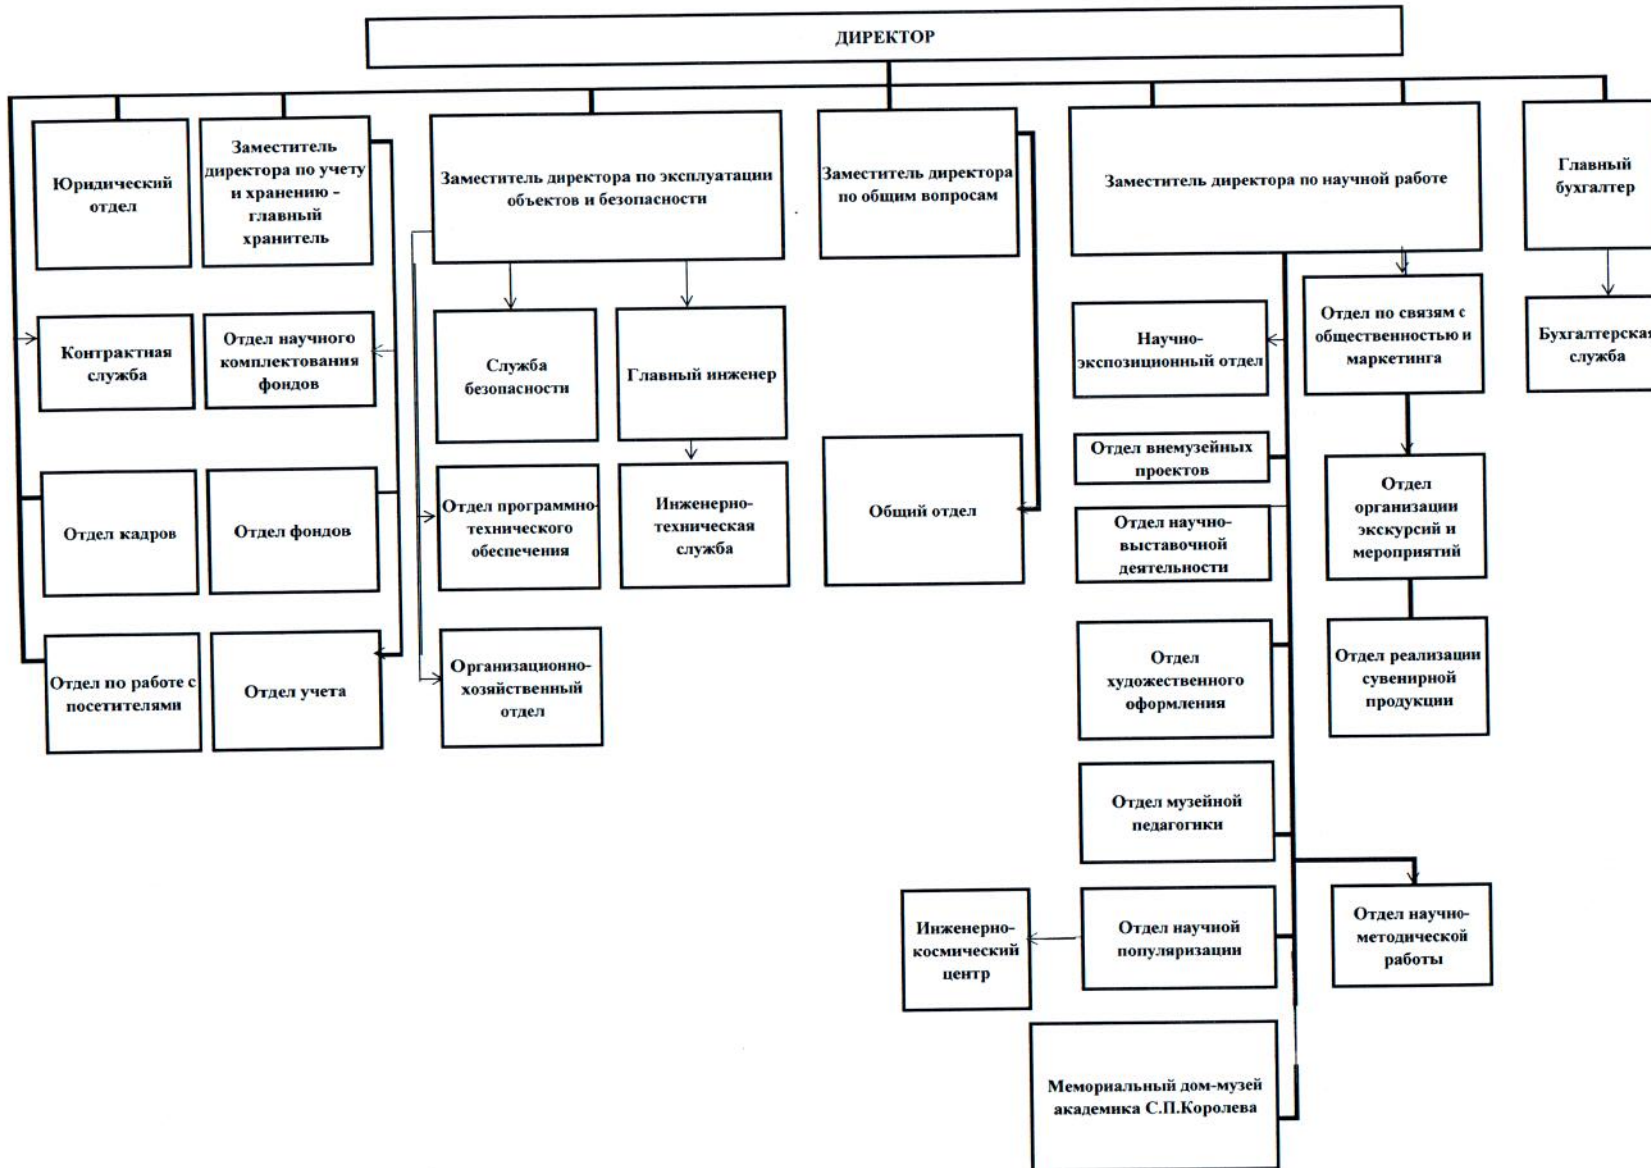 ДИРЕКТОР
Юридический
отдел
Заместитель
директора по учету
и хранению -
главный
хранитель
Заместитель директора по эксплуатации
объектов и безопасности
Заместитель директора
по общим вопросам
Заместитель директора по научной работе
Главный
бухгалтер
Контрактная
служба
Отдел научного
комплектования
фондов
Служба
безопасности
Главный инженер
Научно-
экспозиционный отдел
Отдел по связям с
общественностью и
маркетинга
Бухгалтерская
служба
Отдел внемузейных
проектов
Отдел кадров
Отдел фондов
Отдел программно-
технического
обеспечения
Инженерно-
техническая
служба
Общий отдел
Отдел научно-
выставочной
деятельности
Отдел
организации
экскурсий и
мероприятий
Отдел по работе с
посетителями
Отдел учета
Организационно-
хозяйственный
отдел
Отдел
художественного
оформления
Отдел реализации
сувенирной
продукции
Отдел музейной
педагогики
Инженерно-
космический
центр
Отдел научной
популяризации
Отдел научно-
методической
работы
Мемориальный дом-музей
академика С.П.Королева